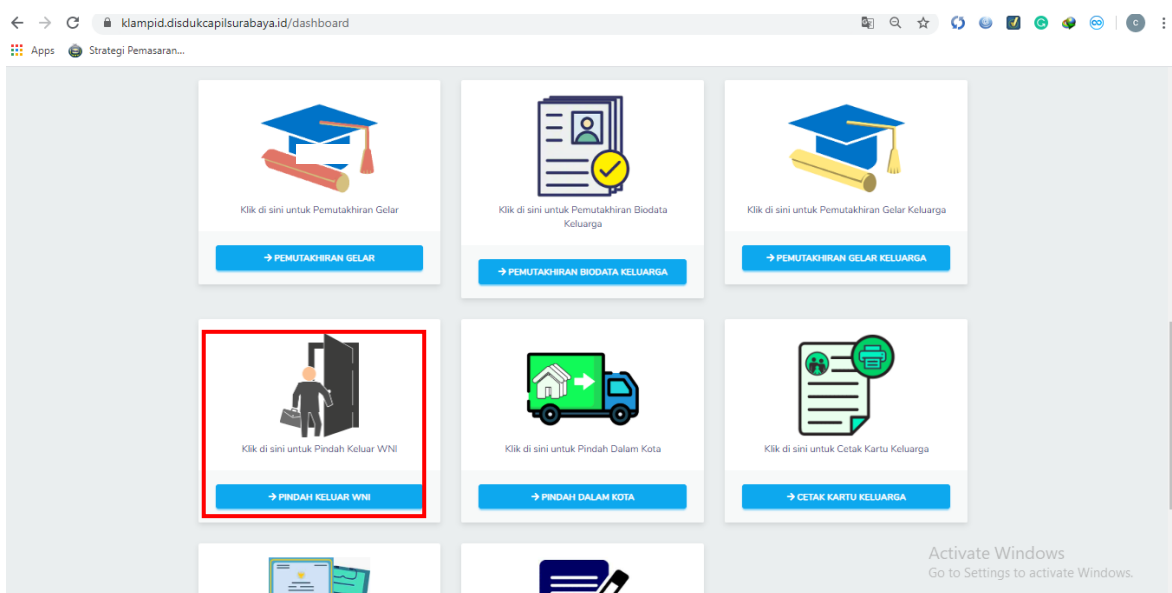 klampid.disdukcapilsurabaya.id/dashboard
Apps
Strategi Pemasaran...
Klik di sini untuk Pemutakhiran Gelar
Klik di sini untuk Pemutakhiran Biodata
Keluarga
Klik di sini untuk Pemutakhiran Gelar Keluarga
→ PEMUTAKHIRAN GELAR
→ PEMUTAKHIRAN BIODATA KELUARGA
→ PEMUTAKHIRAN GELAR KELUARGA
Klik di sini untuk Pindah Keluar WNI
Klik di sini untuk Pindah Dalam Kota
Klik di sini untuk Cetak Kartu Keluarga
→ PINDAH KELUAR WNI
→ PINDAH DALAM KOTA
→ CETAK KARTU KELUARGA
Activate Windows
Go to Settings to activate Windows.